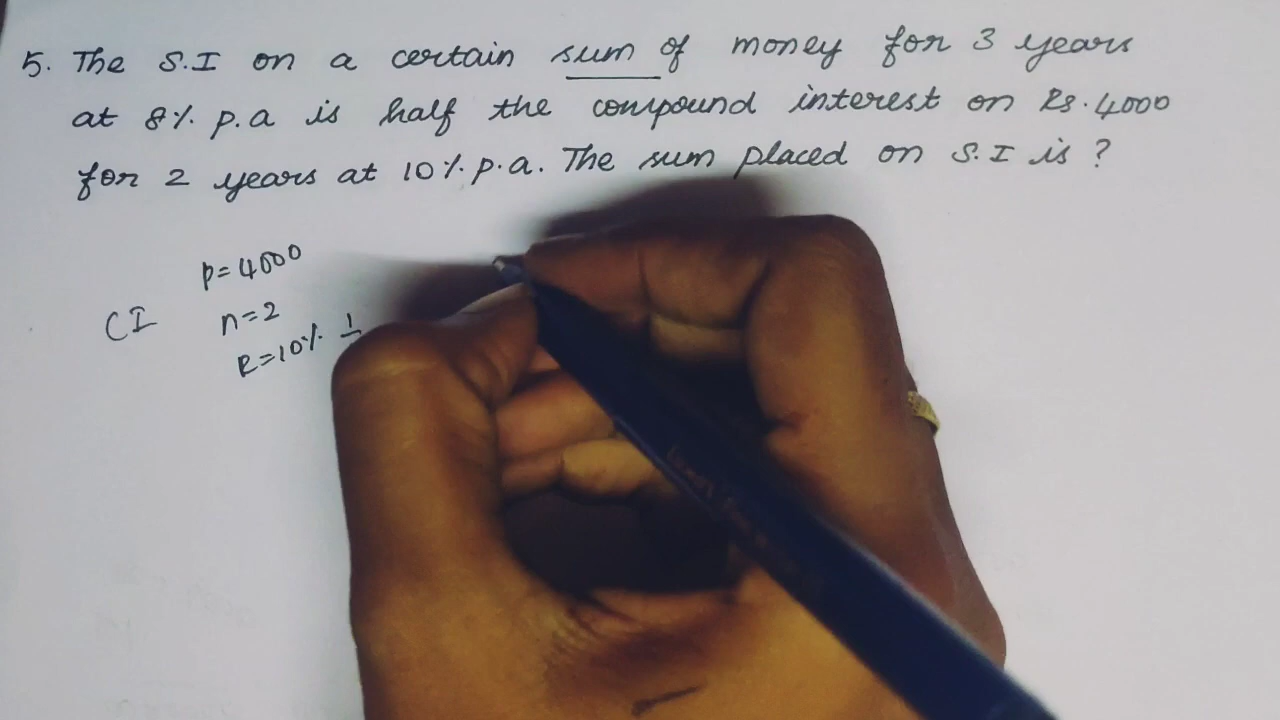 5. The S.I on a certain sum of money for 3 years
at 8%. p.a is half the compound interest on Rs. 4000
for 2 years at 10%. p.a. The sum placed on S.I is ?
P=4000
CI n=2
R=10% 1